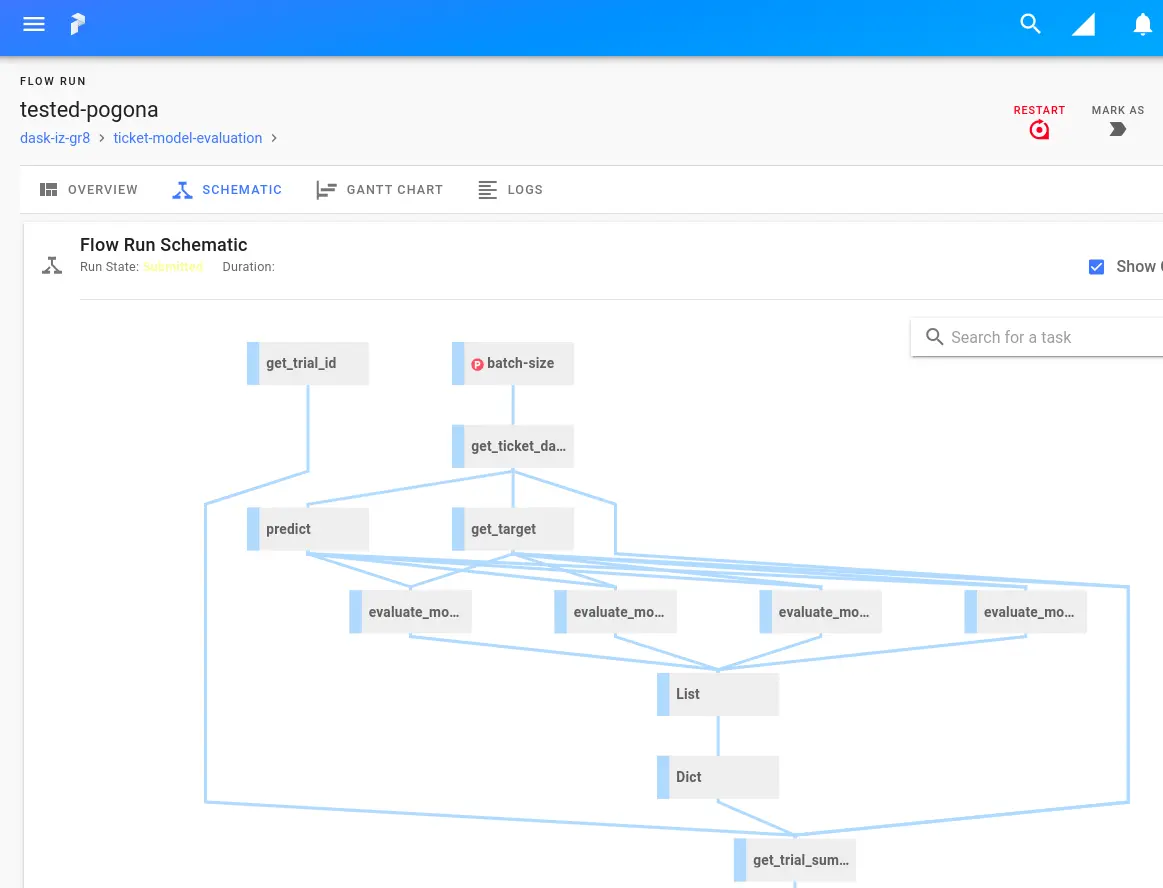 FLOW RUN
tested-pogona
RESTART MARK AS
dask-iz-gr8 > ticket-model-evaluation >
OVERVIEW SCHEMATIC GANTT CHART LOGS
Flow Run Schematic
Run State: Submitted Duration:
Show
Search for a task
get_trial_id
P batch-size
get_ticket_da...
predict
get_target
evaluate_mo...
evaluate_mo...
evaluate_mo...
evaluate_mo...
List
Dict
get_trial_sum...